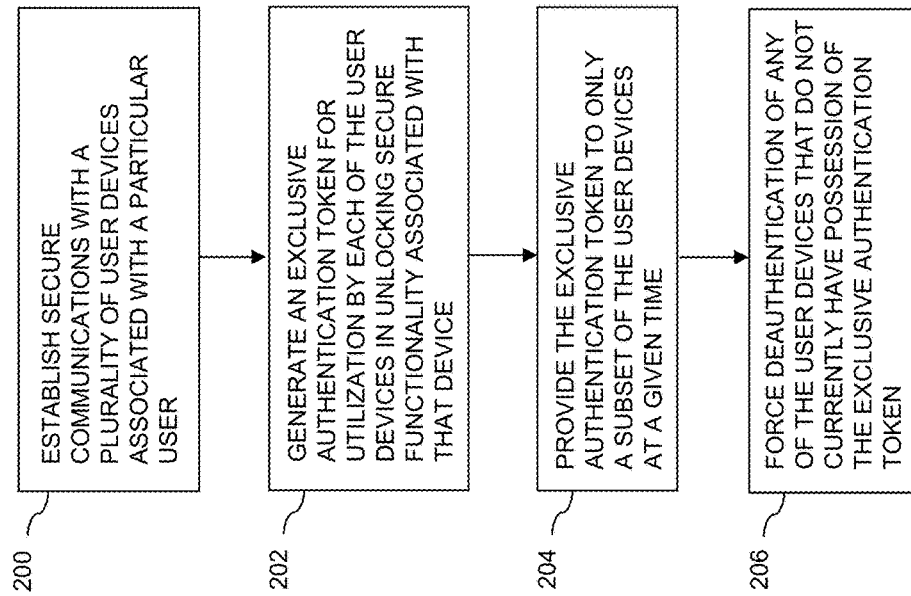 200
ESTABLISH SECURE
COMMUNICATIONS WITH A
PLURALITY OF USER DEVICES
ASSOCIATED WITH A PARTICULAR
USER
202
GENERATE AN EXCLUSIVE
AUTHENTICATION TOKEN FOR
UTILIZATION BY EACH OF THE USER
DEVICES IN UNLOCKING SECURE
FUNCTIONALITY ASSOCIATED WITH
THAT DEVICE
204
PROVIDE THE EXCLUSIVE
AUTHENTICATION TOKEN TO ONLY
A SUBSET OF THE USER DEVICES
AT A GIVEN TIME
206
FORCE DEAUTHENTICATION OF ANY
OF THE USER DEVICES THAT DO NOT
CURRENTLY HAVE POSSESSION OF
THE EXCLUSIVE AUTHENTICATION
TOKEN